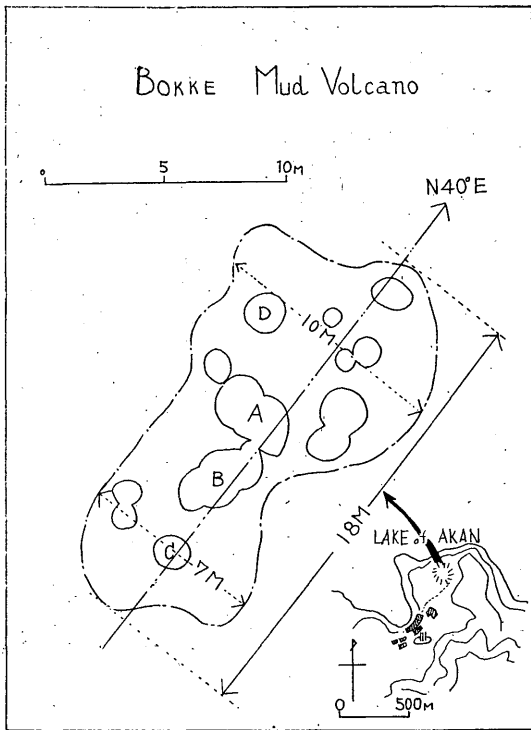 BOKKE Mud Volcano
0 5 10M
N40°E
D
10M
A
B
C
7M
18M
LAKE of AKAN
0 500M